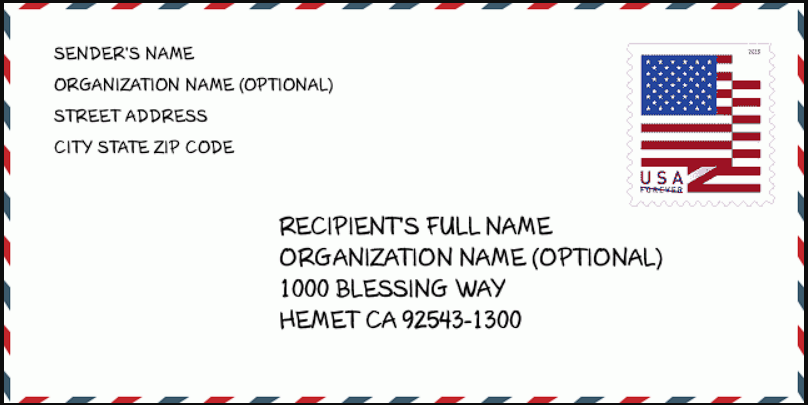 SENDER'S NAME
ORGANIZATION NAME (OPTIONAL)
STREET ADDRESS
CITY STATE ZIP CODE
USA
FOREVER
RECIPIENT'S FULL NAME
ORGANIZATION NAME (OPTIONAL)
1000 BLESSING WAY
HEMET CA 92543-1300